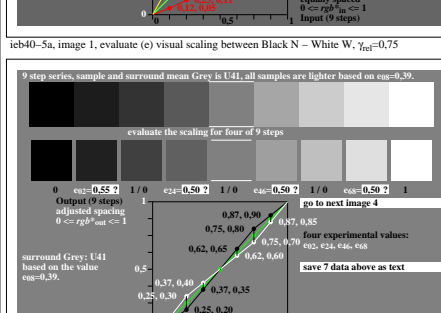 0,25, 0,11
0,12, 0,05
equally spaced
0 <= rgb*in <= 1
0 0,5 1 Input (9 steps)
ieb40–5a, image 1, evaluate (e) visual scaling between Black N – White W, γrel=0,75
9 step series, sample and surround mean Grey is U41, all samples are lighter based on e08=0,39.
evaluate the scaling for four of 9 steps
0 e02=0,55 ? 1 / 0 e24=0,50 ? 1 / 0 e46=0,50 ? 1 / 0 e68=0,50 ? 1
Output (9 steps)
adjusted spacing
0 <= rgb*out <= 1
1
go to next image 4
0,87, 0,90
0,87, 0,85
0,75, 0,80
four experimental values:
e02, e24, e46, e68
0,75, 0,70
0,62, 0,65
0,62, 0,60
surround Grey: U41
based on the value
e08=0,39.
save 7 data above as text
0,5
0,37, 0,40
0,37, 0,35
0,25, 0,30
0,25, 0,20